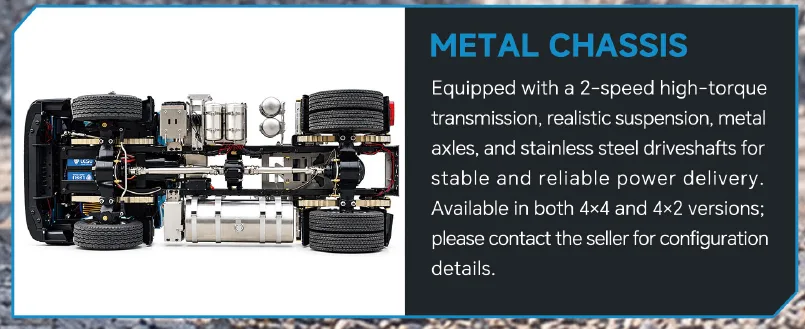 METAL CHASSIS
Equipped with a 2-speed high-torque
transmission, realistic suspension, metal
axles, and stainless steel driveshafts for
stable and reliable power delivery.
Available in both 4×4 and 4×2 versions;
please contact the seller for configuration
details.